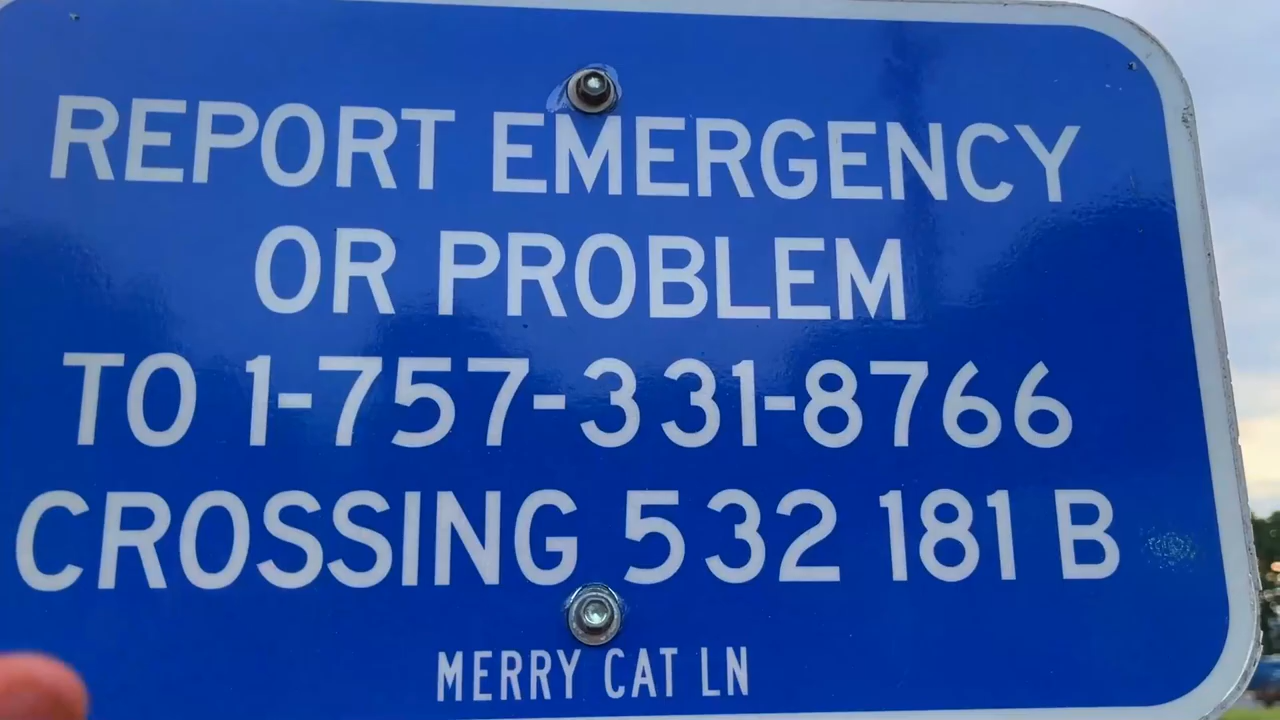 REPORT EMERGENCY
OR PROBLEM
TO 1-757-331-8766
CROSSING 532 181 B
MERRY CAT LN